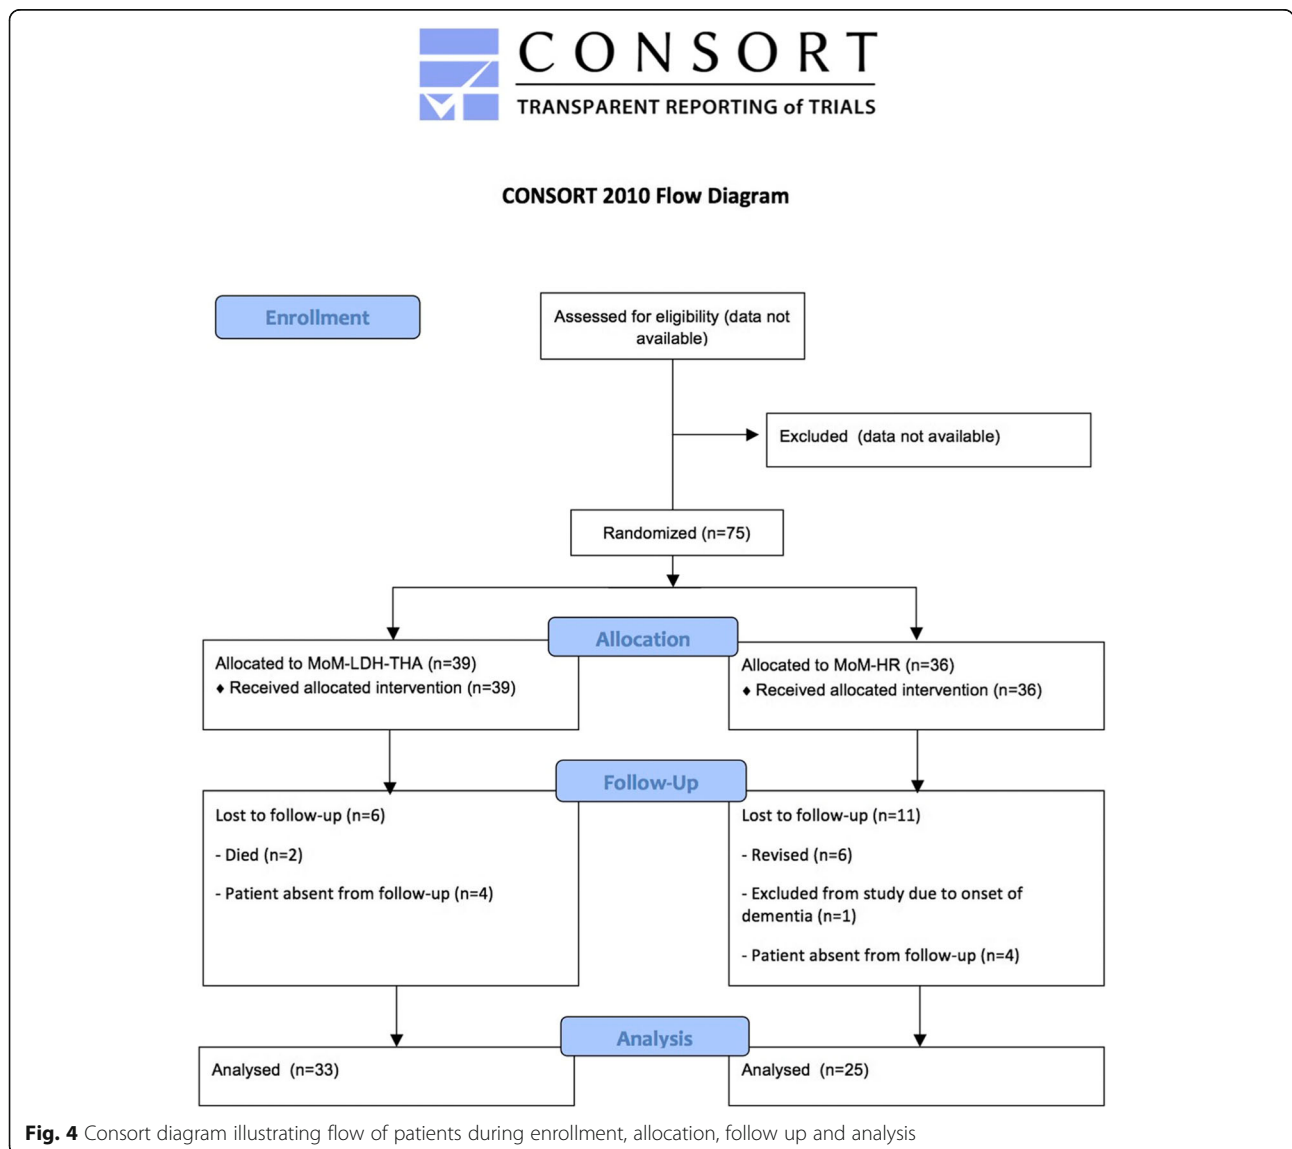 CONSORT
TRANSPARENT REPORTING of TRIALS
CONSORT 2010 Flow Diagram
Enrollment
Assessed for eligibility (data not
available)
Excluded (data not available)
Randomized (n=75)
Allocation
Allocated to MoM-LDH-THA (n=39)
♦ Received allocated intervention (n=39)
Allocated to MoM-HR (n=36)
♦ Received allocated intervention (n=36)
Follow-Up
Lost to follow-up (n=6)
- Died (n=2)
- Patient absent from follow-up (n=4)
Lost to follow-up (n=11)
- Revised (n=6)
- Excluded from study due to onset of
dementia (n=1)
- Patient absent from follow-up (n=4)
Analysis
Analysed (n=33)
Analysed (n=25)
Fig. 4 Consort diagram illustrating flow of patients during enrollment, allocation, follow up and analysis